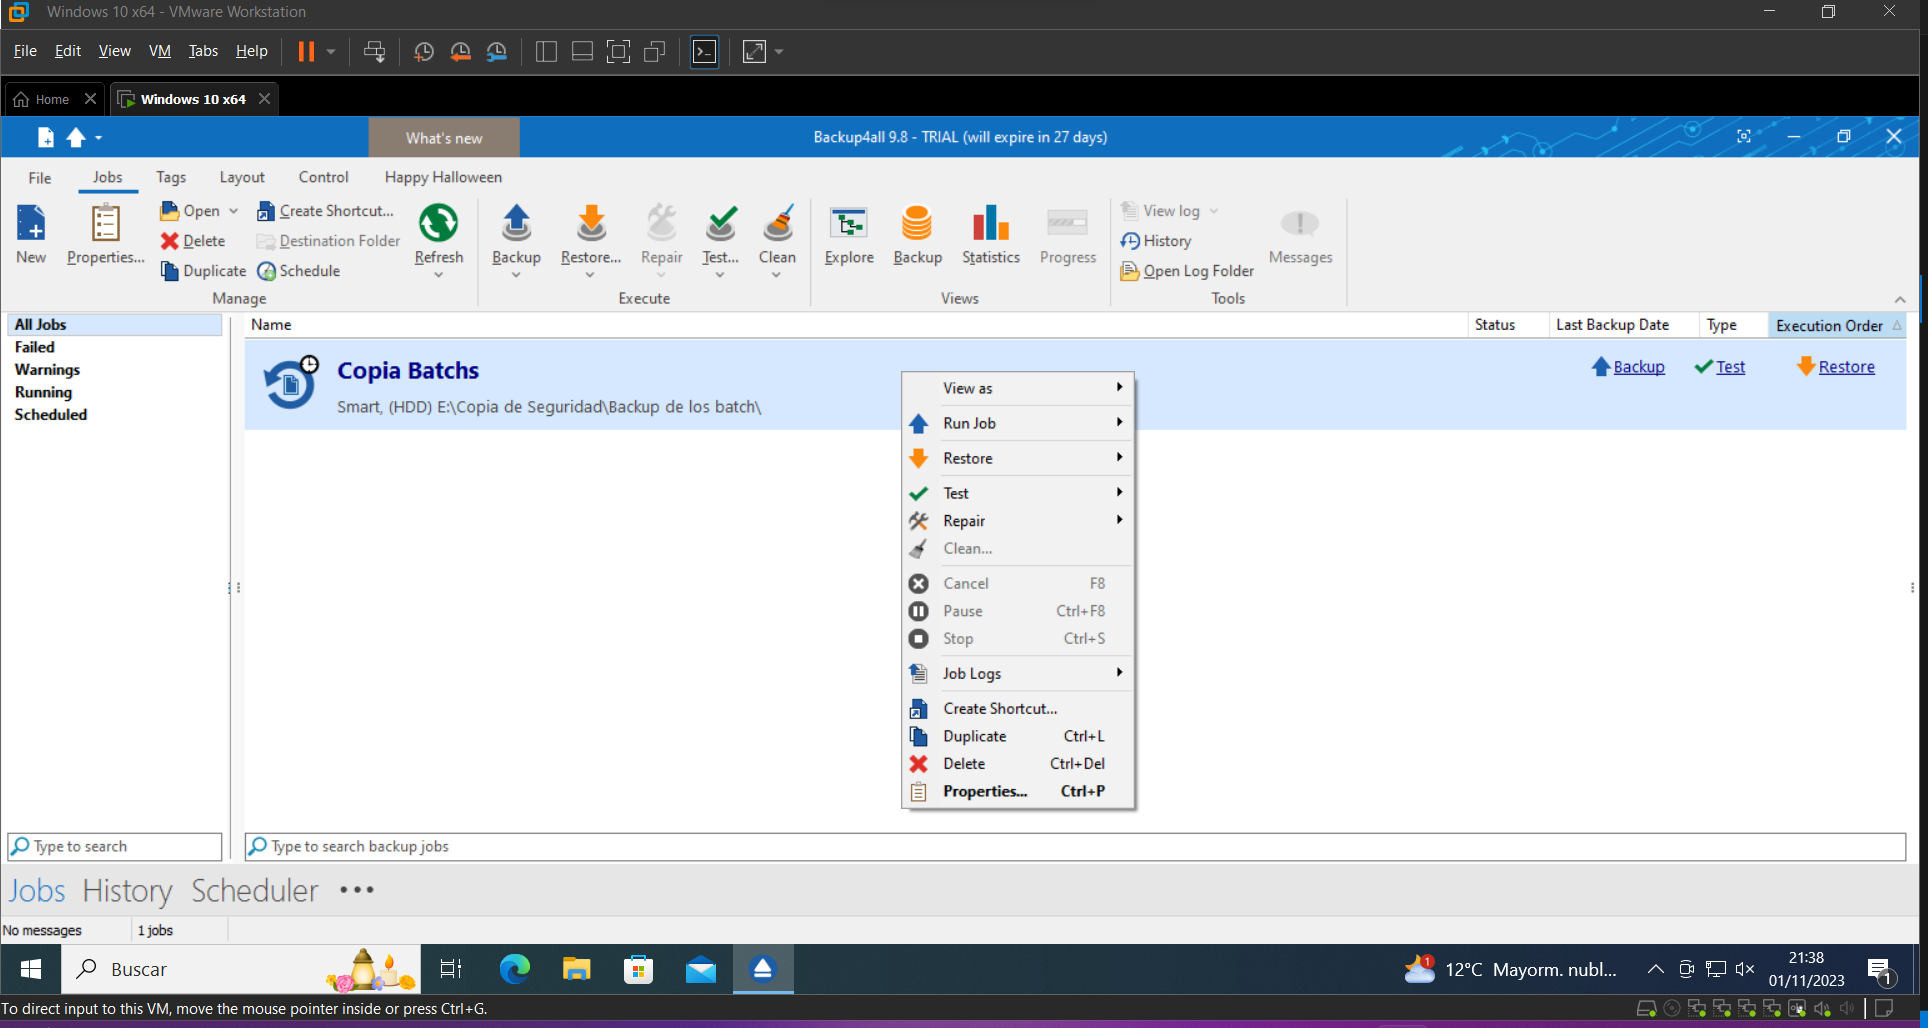 Windows 10 x64 - VMware Workstation
File Edit View VM Tabs Help
Home Windows 10 x64
What's new Backup4all 9.8 - TRIAL (will expire in 27 days)
File Jobs Tags Layout Control Happy Halloween
Open Create Shortcut... View log
Delete Destination Folder History
New Properties... Refresh Backup Restore... Repair Test... Clean Explore Backup Statistics Progress Messages
Duplicate Schedule Open Log Folder
Manage Execute Views Tools
All Jobs Name Status Last Backup Date Type Execution Order
Failed
Warnings
Running
Scheduled
Copia Batchs Backup Test Restore
Smart, (HDD) E:\Copia de Seguridad\Backup de los batch\
View as
Run Job
Restore
Test
Repair
Clean...
Cancel F8
Pause Ctrl+F8
Stop Ctrl+S
Job Logs
Create Shortcut...
Duplicate Ctrl+L
Delete Ctrl+Del
Properties... Ctrl+P
Type to search Type to search backup jobs
Jobs History Scheduler •••
No messages 1 jobs
Buscar 1 12°C Mayorm. nubl... 21:38
01/11/2023 1
To direct input to this VM, move the mouse pointer inside or press Ctrl+G.